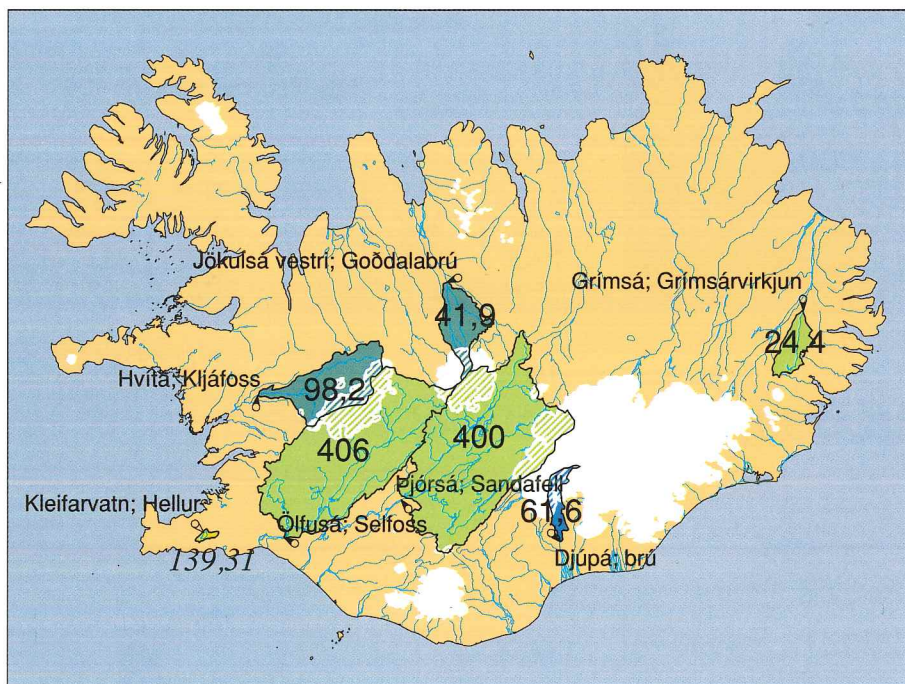 Jökulsá vestri; Goðdalabrú
Grímsá; Grímsárvirkjun
41,9
24,4
Hvítá; Kljáfoss
98,2
406
400
Þjórsá; Sandafell
Kleifarvatn; Hellur
61,6
Ölfusá; Selfoss
139,31
Djúpá; brú